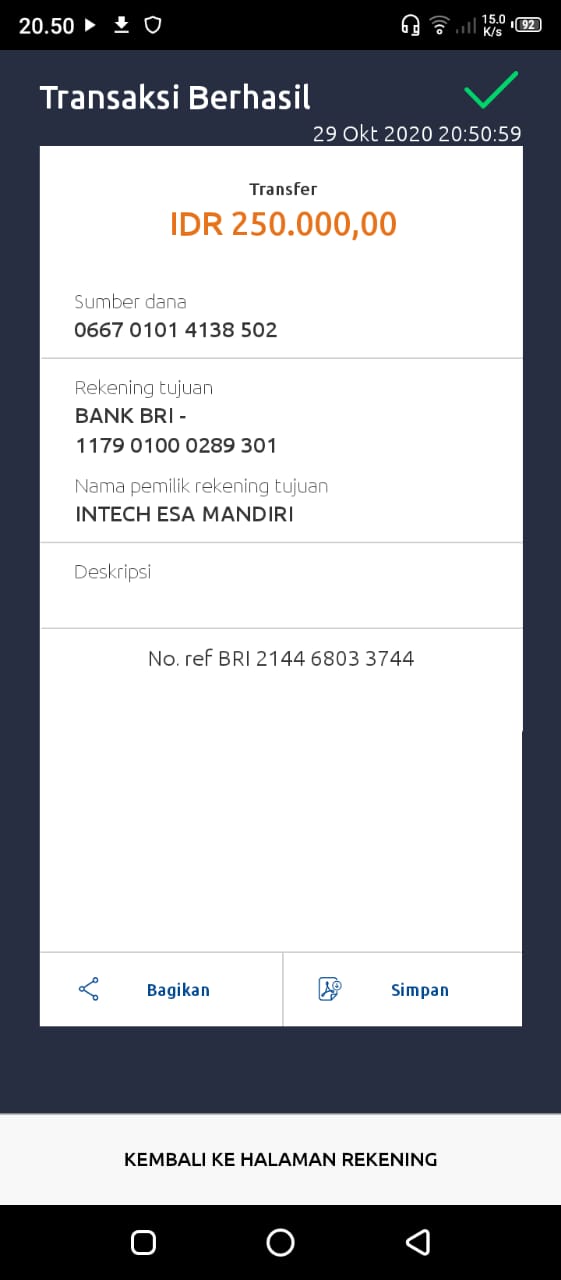 20.50
15.0
K/s
92
Transaksi Berhasil
29 Okt 2020 20:50:59
Transfer
IDR 250.000,00
Sumber dana
0667 0101 4138 502
Rekening tujuan
BANK BRI -
1179 0100 0289 301
Nama pemilik rekening tujuan
INTECH ESA MANDIRI
Deskripsi
No. ref BRI 2144 6803 3744
Bagikan
Simpan
KEMBALI KE HALAMAN REKENING